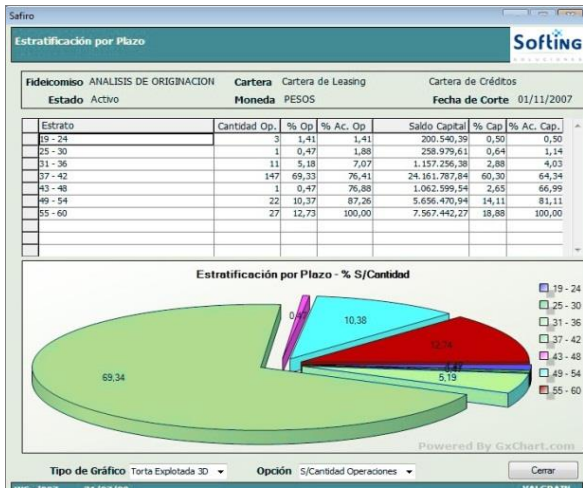 Safiro
Estratificación por Plazo
Softing
SOLUTIONS
Fideicomiso ANALISIS DE ORIGINACION Cartera Cartera de Leasing Cartera de Créditos
Estado Activo Moneda PESOS Fecha de Corte 01/11/2007
Estrato Cantidad Op. % Op % Ac. Op Saldo Capital % Cap % Ac. Cap.
19 - 24 3 1,41 1,41 200.540,39 0,50 0,50
25 - 30 1 0,47 1,88 258.979,61 0,64 1,14
31 - 36 11 5,18 7,07 1.157.256,38 2,88 4,03
37 - 42 147 69,33 76,41 24.161.787,84 60,30 64,34
43 - 48 1 0,47 76,88 1.062.599,54 2,65 66,99
49 - 54 22 10,37 87,26 5.656.470,94 14,11 81,11
55 - 60 27 12,73 100,00 7.567.442,27 18,88 100,00
Estratificación por Plazo - % S/Cantidad
19 - 24
25 - 30
31 - 36
37 - 42
43 - 48
49 - 54
55 - 60
0,47
10,38
12,74
69,34
5,19
Powered By GxChart.com
Tipo de Gráfico Torta Explotada 3D Opción S/Cantidad Operaciones Cerrar